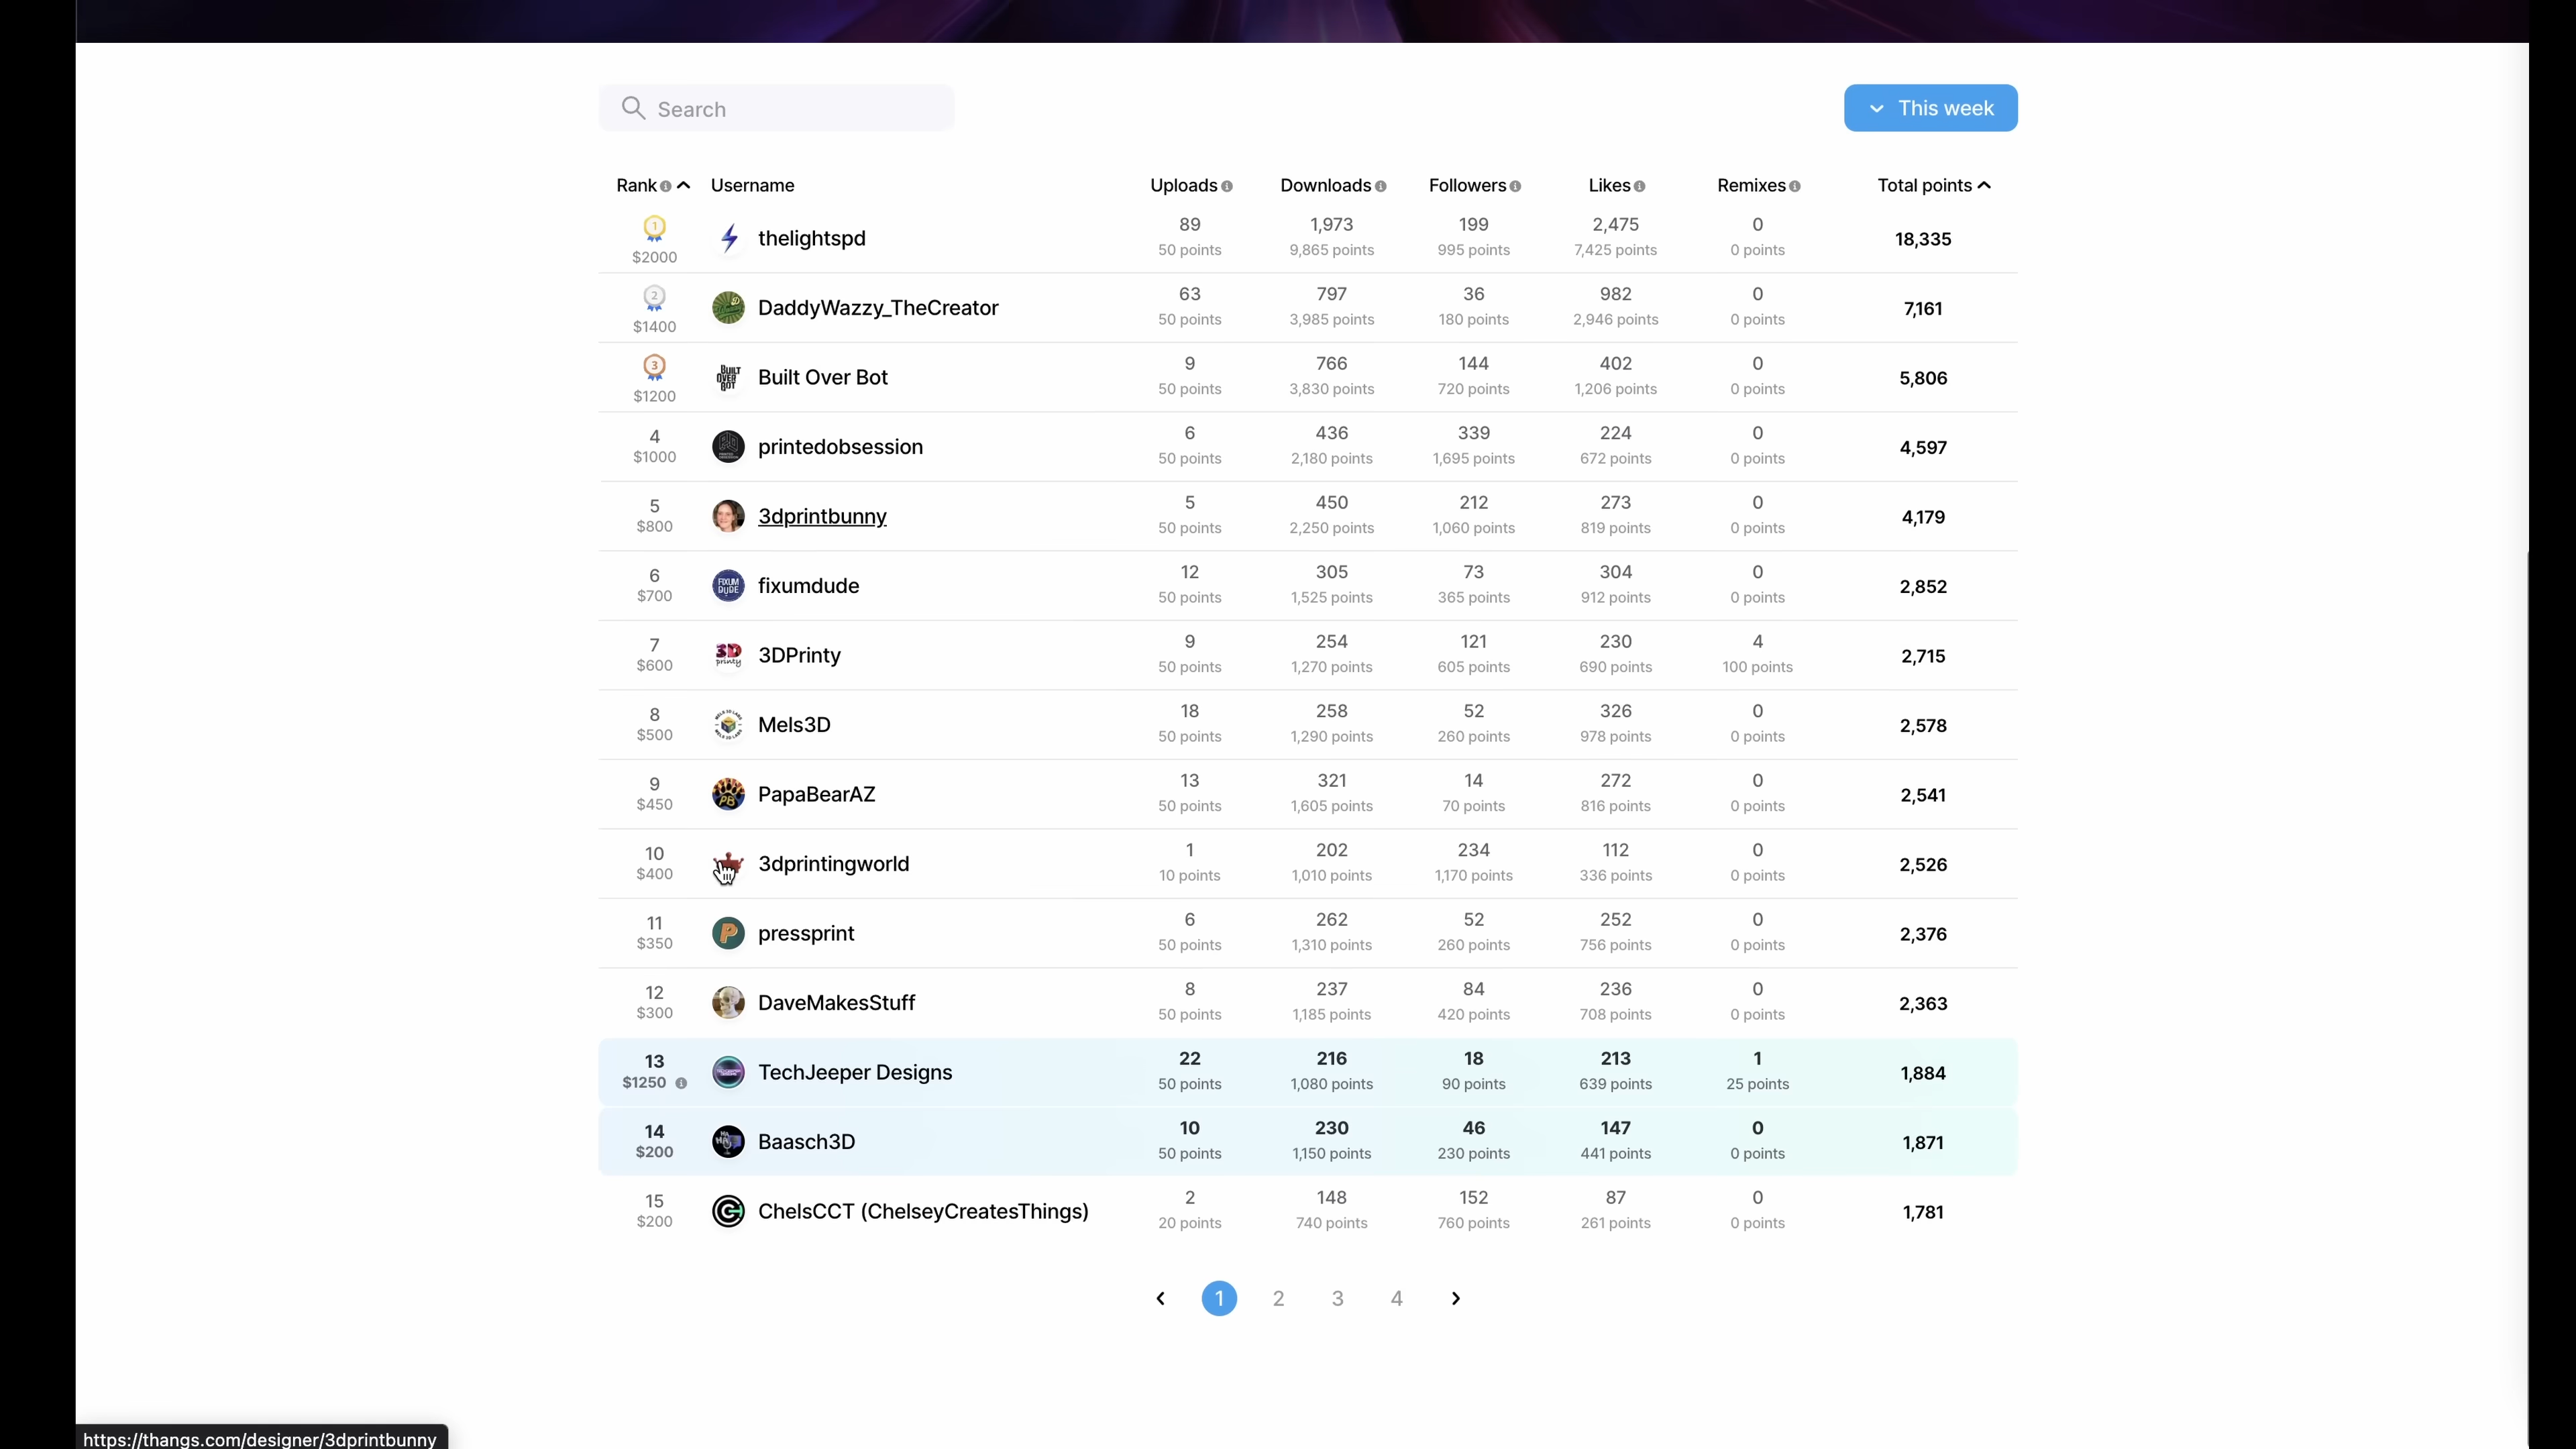 Search
This week
Rank Username Uploads Downloads Followers Likes Remixes Total points
1 thelightspd 89 1,973 199 2,475 0 18,335
$2000 50 points 9,865 points 995 points 7,425 points 0 points
2 DaddyWazzy_TheCreator 63 797 36 982 0 7,161
$1400 50 points 3,985 points 180 points 2,946 points 0 points
3 BUILT OVER BOT Built Over Bot 9 766 144 402 0 5,806
$1200 50 points 3,830 points 720 points 1,206 points 0 points
4 printedobsession 6 436 339 224 0 4,597
$1000 50 points 2,180 points 1,695 points 672 points 0 points
5 3dprintbunny 5 450 212 273 0 4,179
$800 50 points 2,250 points 1,060 points 819 points 0 points
6 FIXUM DUDE fixumdude 12 305 73 304 0 2,852
$700 50 points 1,525 points 365 points 912 points 0 points
7 3D printy 3DPrinty 9 254 121 230 4 2,715
$600 50 points 1,270 points 605 points 690 points 100 points
8 Mels3D 18 258 52 326 0 2,578
$500 50 points 1,290 points 260 points 978 points 0 points
9 PB PapaBearAZ 13 321 14 272 0 2,541
$450 50 points 1,605 points 70 points 816 points 0 points
10 3dprintingworld 1 202 234 112 0 2,526
$400 10 points 1,010 points 1,170 points 336 points 0 points
11 P pressprint 6 262 52 252 0 2,376
$350 50 points 1,310 points 260 points 756 points 0 points
12 DaveMakesStuff 8 237 84 236 0 2,363
$300 50 points 1,185 points 420 points 708 points 0 points
13 TechJeeper Designs 22 216 18 213 1 1,884
$1250 50 points 1,080 points 90 points 639 points 25 points
14 Baasch3D 10 230 46 147 0 1,871
$200 50 points 1,150 points 230 points 441 points 0 points
15 ChelsCCT (ChelseyCreatesThings) 2 148 152 87 0 1,781
$200 20 points 740 points 760 points 261 points 0 points
1 2 3 4
https://thangs.com/designer/3dprintbunny